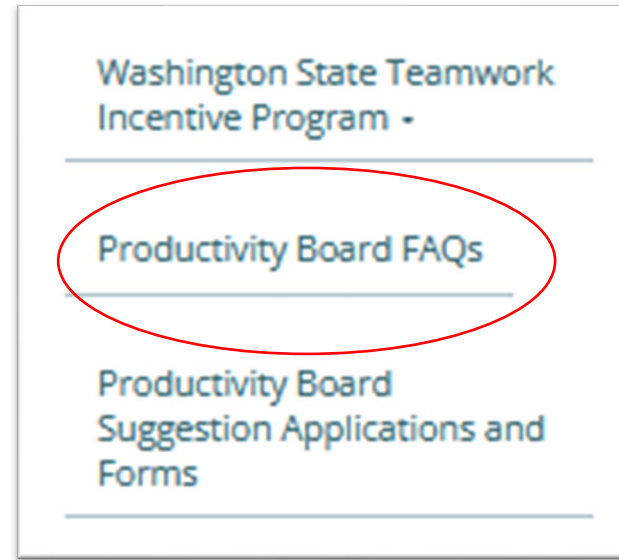 Washington State Teamwork
Incentive Program
Productivity Board FAQs
Productivity Board
Suggestion Applications and
Forms